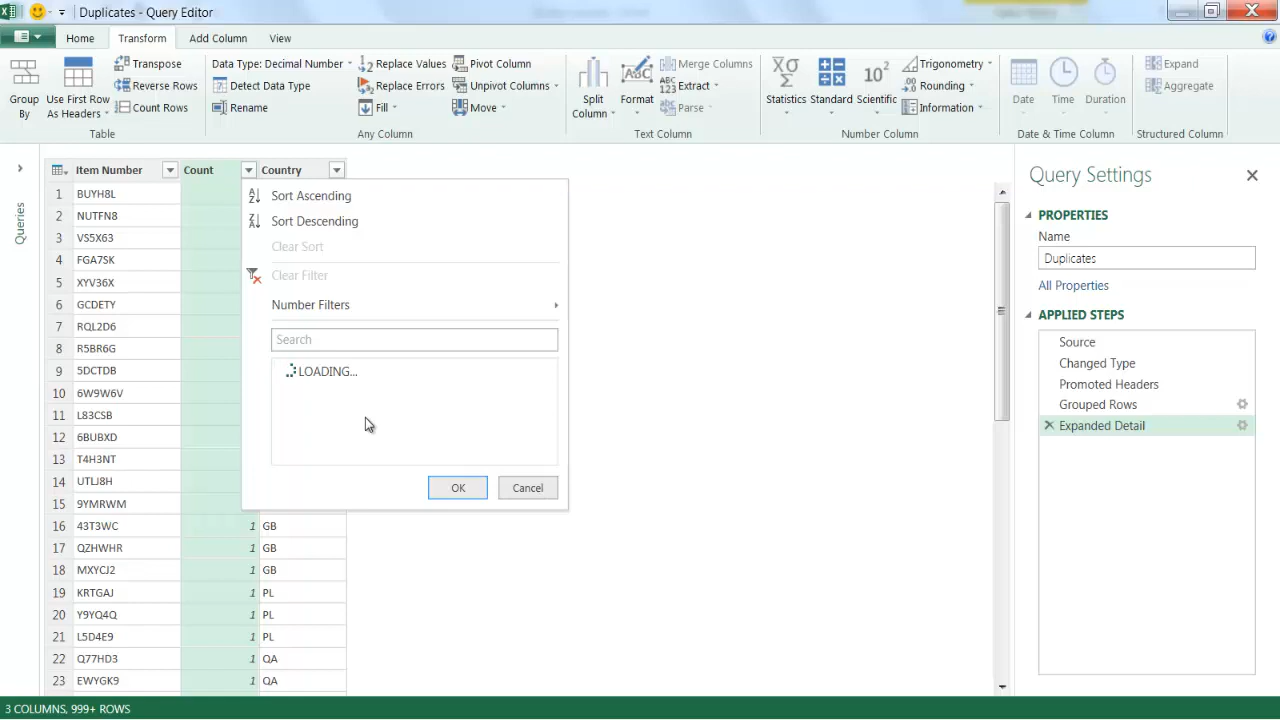 Duplicates - Query Editor
Home
Transform
Add Column
View
Group By
Use First Row As Headers
Transpose
Reverse Rows
Count Rows
Table
Data Type: Decimal Number
Detect Data Type
Rename
Replace Values
Replace Errors
Fill
Pivot Column
Unpivot Columns
Move
Any Column
Split Column
Format
ABC
Merge Columns
ABC 123 Extract
abc Parse
Text Column
Χσ Σ
Statistics
Standard
10²
Scientific
Trigonometry
Rounding
Information
Number Column
Date
Time
Duration
Date & Time Column
Expand
Aggregate
Structured Column
Queries
Item Number Count Country
1 BUYH8L
2 NUTFN8
3 VS5X63
4 FGA7SK
5 XYV36X
6 GCDETY
7 RQL2D6
8 R5BR6G
9 5DCTDB
10 6W9W6V
11 L83CSB
12 6BUBXD
13 T4H3NT
14 UTLJ8H
15 9YMRWM
16 43T3WC 1 GB
17 QZHWHR 1 GB
18 MXYCJ2 1 GB
19 KRTGAJ 1 PL
20 Y9YQ4Q 1 PL
21 L5D4E9 1 PL
22 Q77HD3 1 QA
23 EWYGK9 1 QA
Sort Ascending
Sort Descending
Clear Sort
Clear Filter
Number Filters
Search
LOADING...
OK
Cancel
Query Settings
PROPERTIES
Name
Duplicates
All Properties
APPLIED STEPS
Source
Changed Type
Promoted Headers
Grouped Rows
Expanded Detail
3 COLUMNS, 999+ ROWS